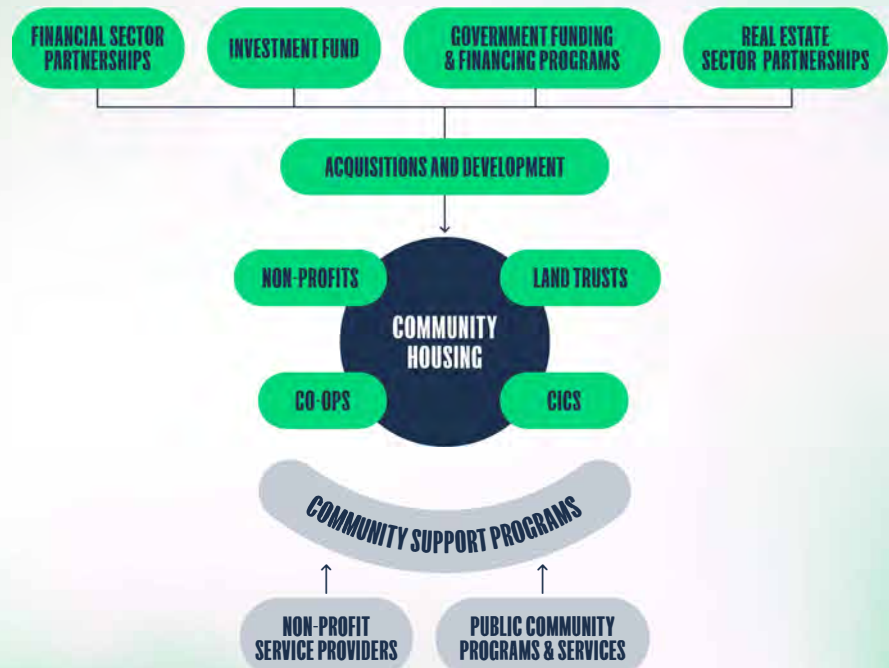 FINANCIAL SECTOR
PARTNERSHIPS
INVESTMENT FUND
GOVERNMENT FUNDING
& FINANCING PROGRAMS
REAL ESTATE
SECTOR PARTNERSHIPS
ACQUISITIONS AND DEVELOPMENT
NON-PROFITS
LAND TRUSTS
COMMUNITY
HOUSING
CO-OPS
CICS
COMMUNITY SUPPORT PROGRAMS
NON-PROFIT
SERVICE PROVIDERS
PUBLIC COMMUNITY
PROGRAMS & SERVICES